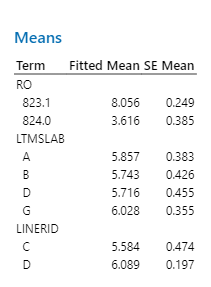 Means
Term Fitted Mean SE Mean
RO
823.1 8.056 0.249
824.0 3.616 0.385
LTMSLAB
A 5.857 0.383
B 5.743 0.426
D 5.716 0.455
G 6.028 0.355
LINERID
C 5.584 0.474
D 6.089 0.197